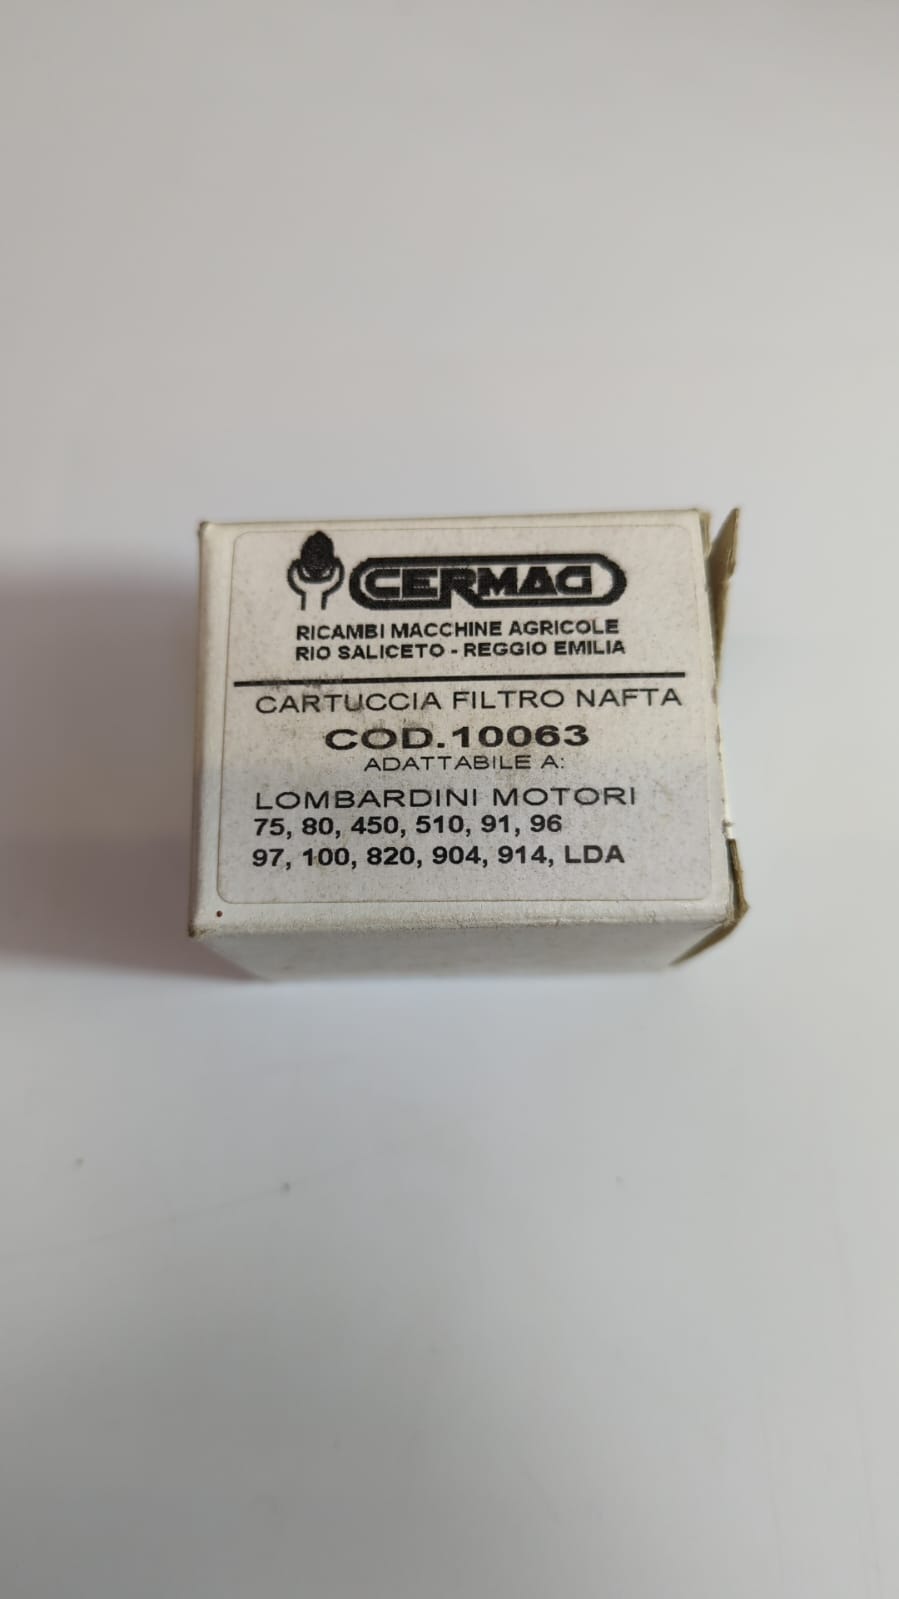 CERMAG
RICAMBI MACCHINE AGRICOLE
RIO SALICETO - REGGIO EMILIA
CARTUCCIA FILTRO NAFTA
COD.10063
ADATTABILE A:
LOMBARDINI MOTORI
75, 80, 450, 510, 91, 96
97, 100, 820, 904, 914, LDA